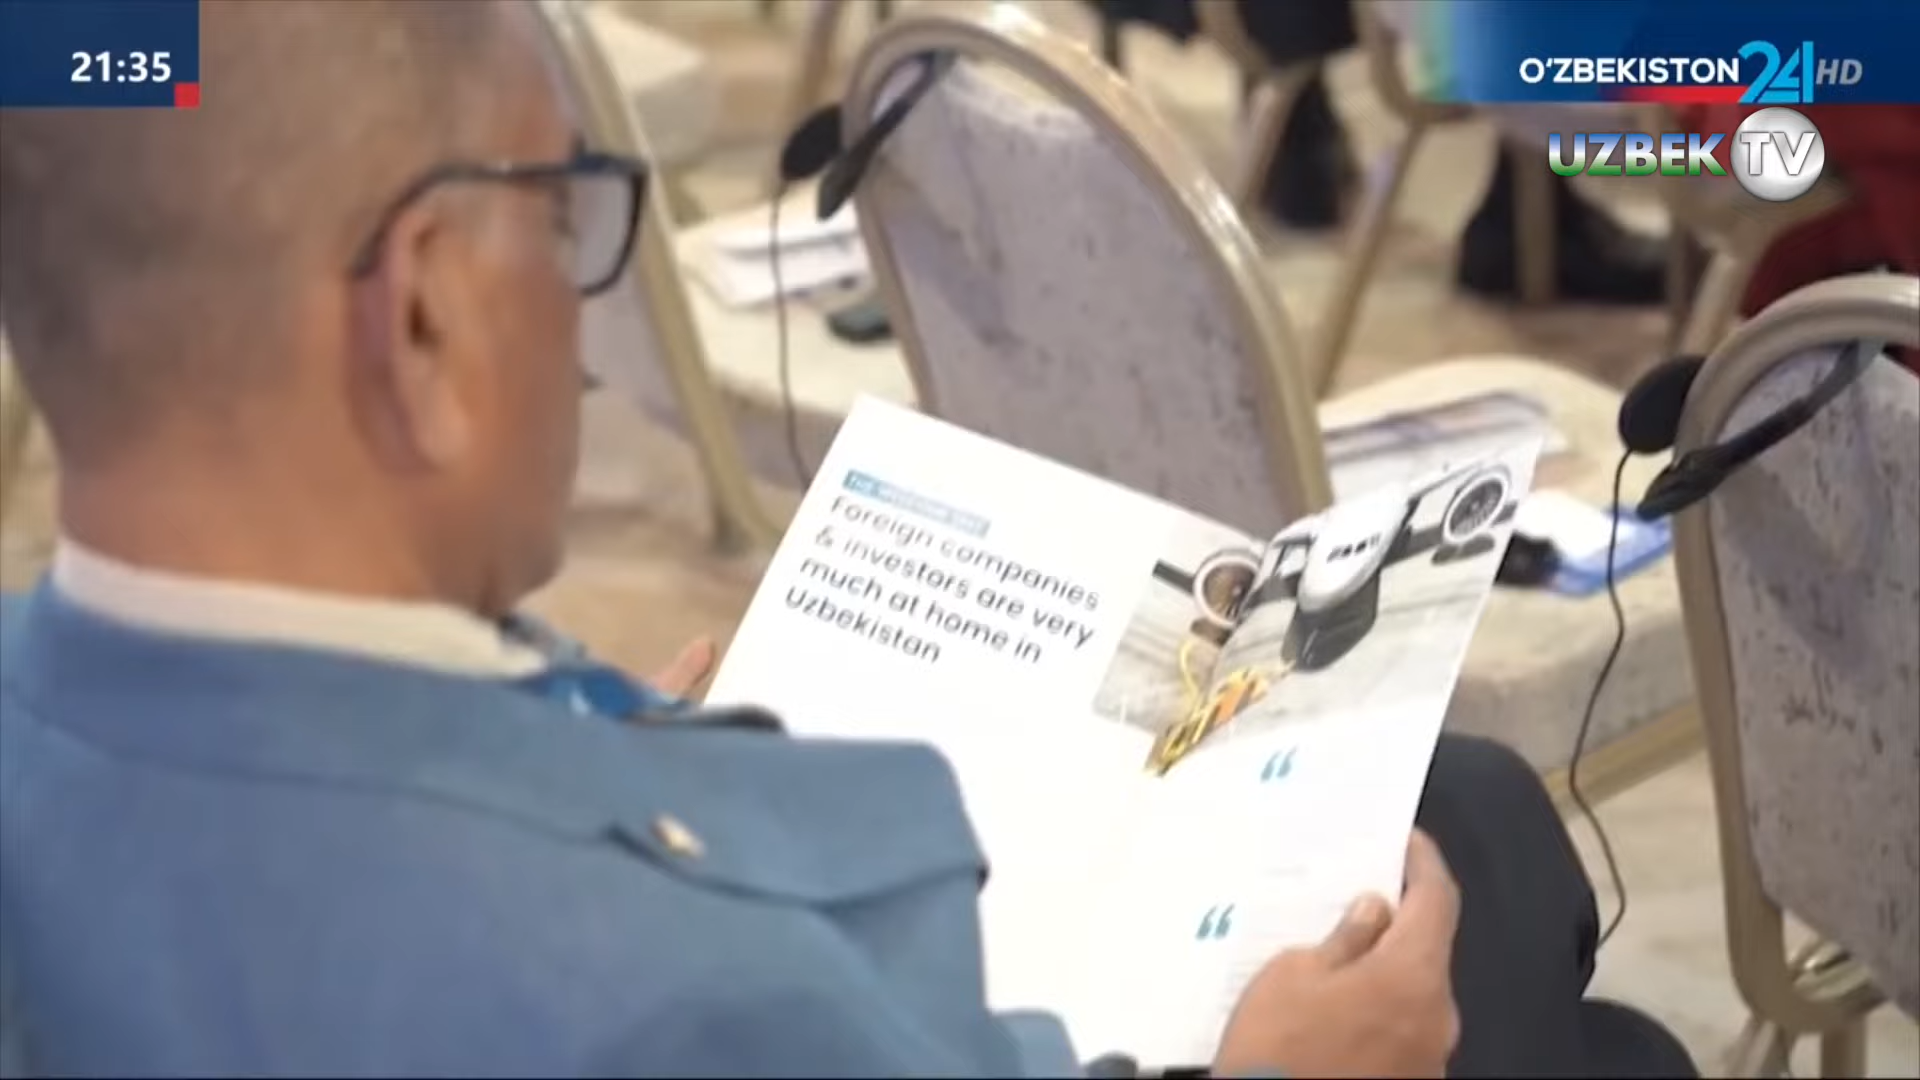 21:35
O'ZBEKISTON 24 HD
UZBEK TV
Foreign companies
& investors are very
much at home in
Uzbekistan
“
“